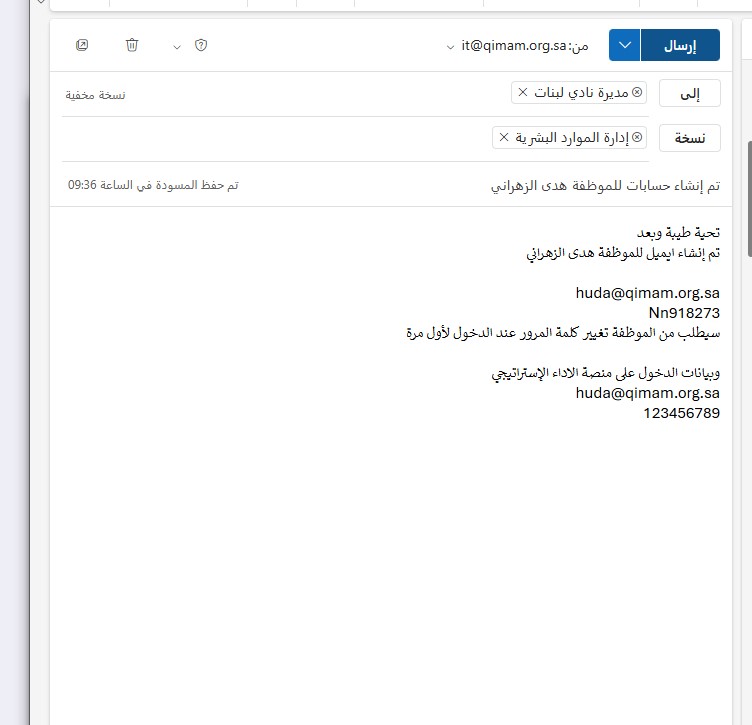 إرسال
من: it@qimam.org.sa
إلى
مديرة نادي لبنات
نسخة مخفية
نسخة
إدارة الموارد البشرية
تم إنشاء حسابات للموظفة هدى الزهراني
تم حفظ المسودة في الساعة 09:36
تحية طيبة وبعد
تم إنشاء ايميل للموظفة هدى الزهراني
huda@qimam.org.sa
Nn918273
سيطلب من الموظفة تغيير كلمة المرور عند الدخول لأول مرة
وبيانات الدخول على منصة الاداء الإستراتيجي
huda@qimam.org.sa
123456789